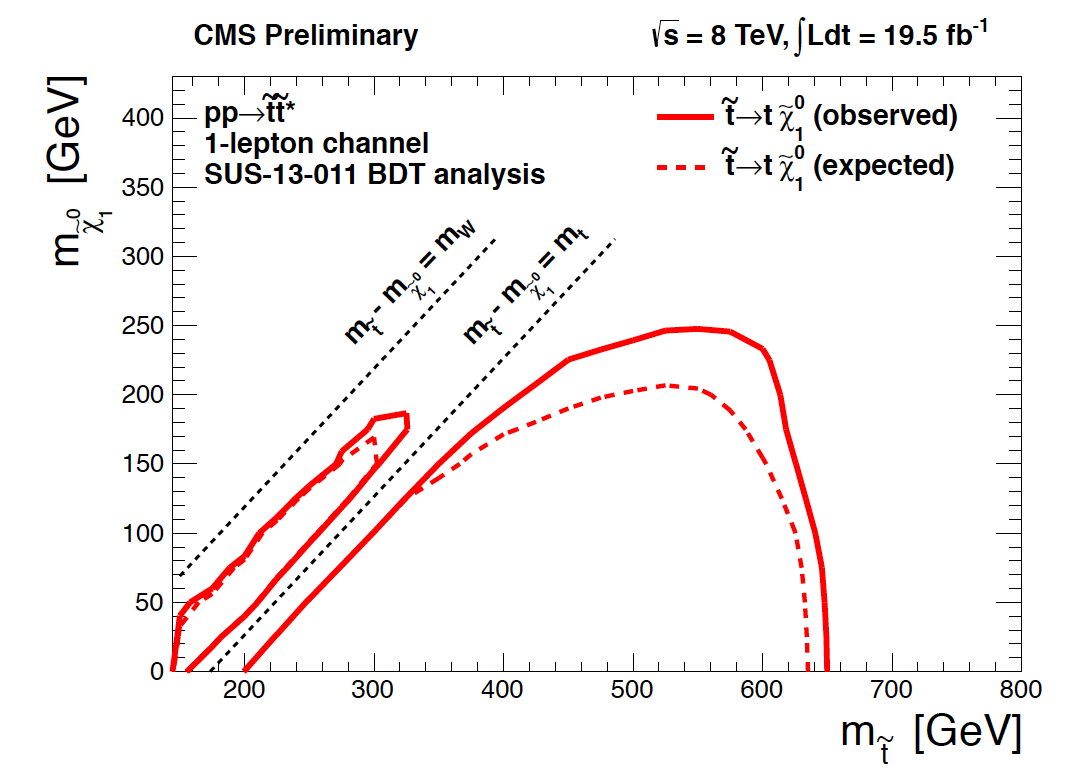 CMS Preliminary
√s = 8 TeV, ∫Ldt = 19.5 fb⁻¹
pp→t̃t̃*
1-lepton channel
SUS-13-011 BDT analysis
t̃→t χ̃⁰₁ (observed)
t̃→t χ̃⁰₁ (expected)
m_t̃ - m_χ̃⁰₁ = m_W
m_t̃ - m_χ̃⁰₁ = m_t
m_χ̃⁰₁ [GeV]
400
350
300
250
200
150
100
50
0
200 300 400 500 600 700 800
m_t̃ [GeV]